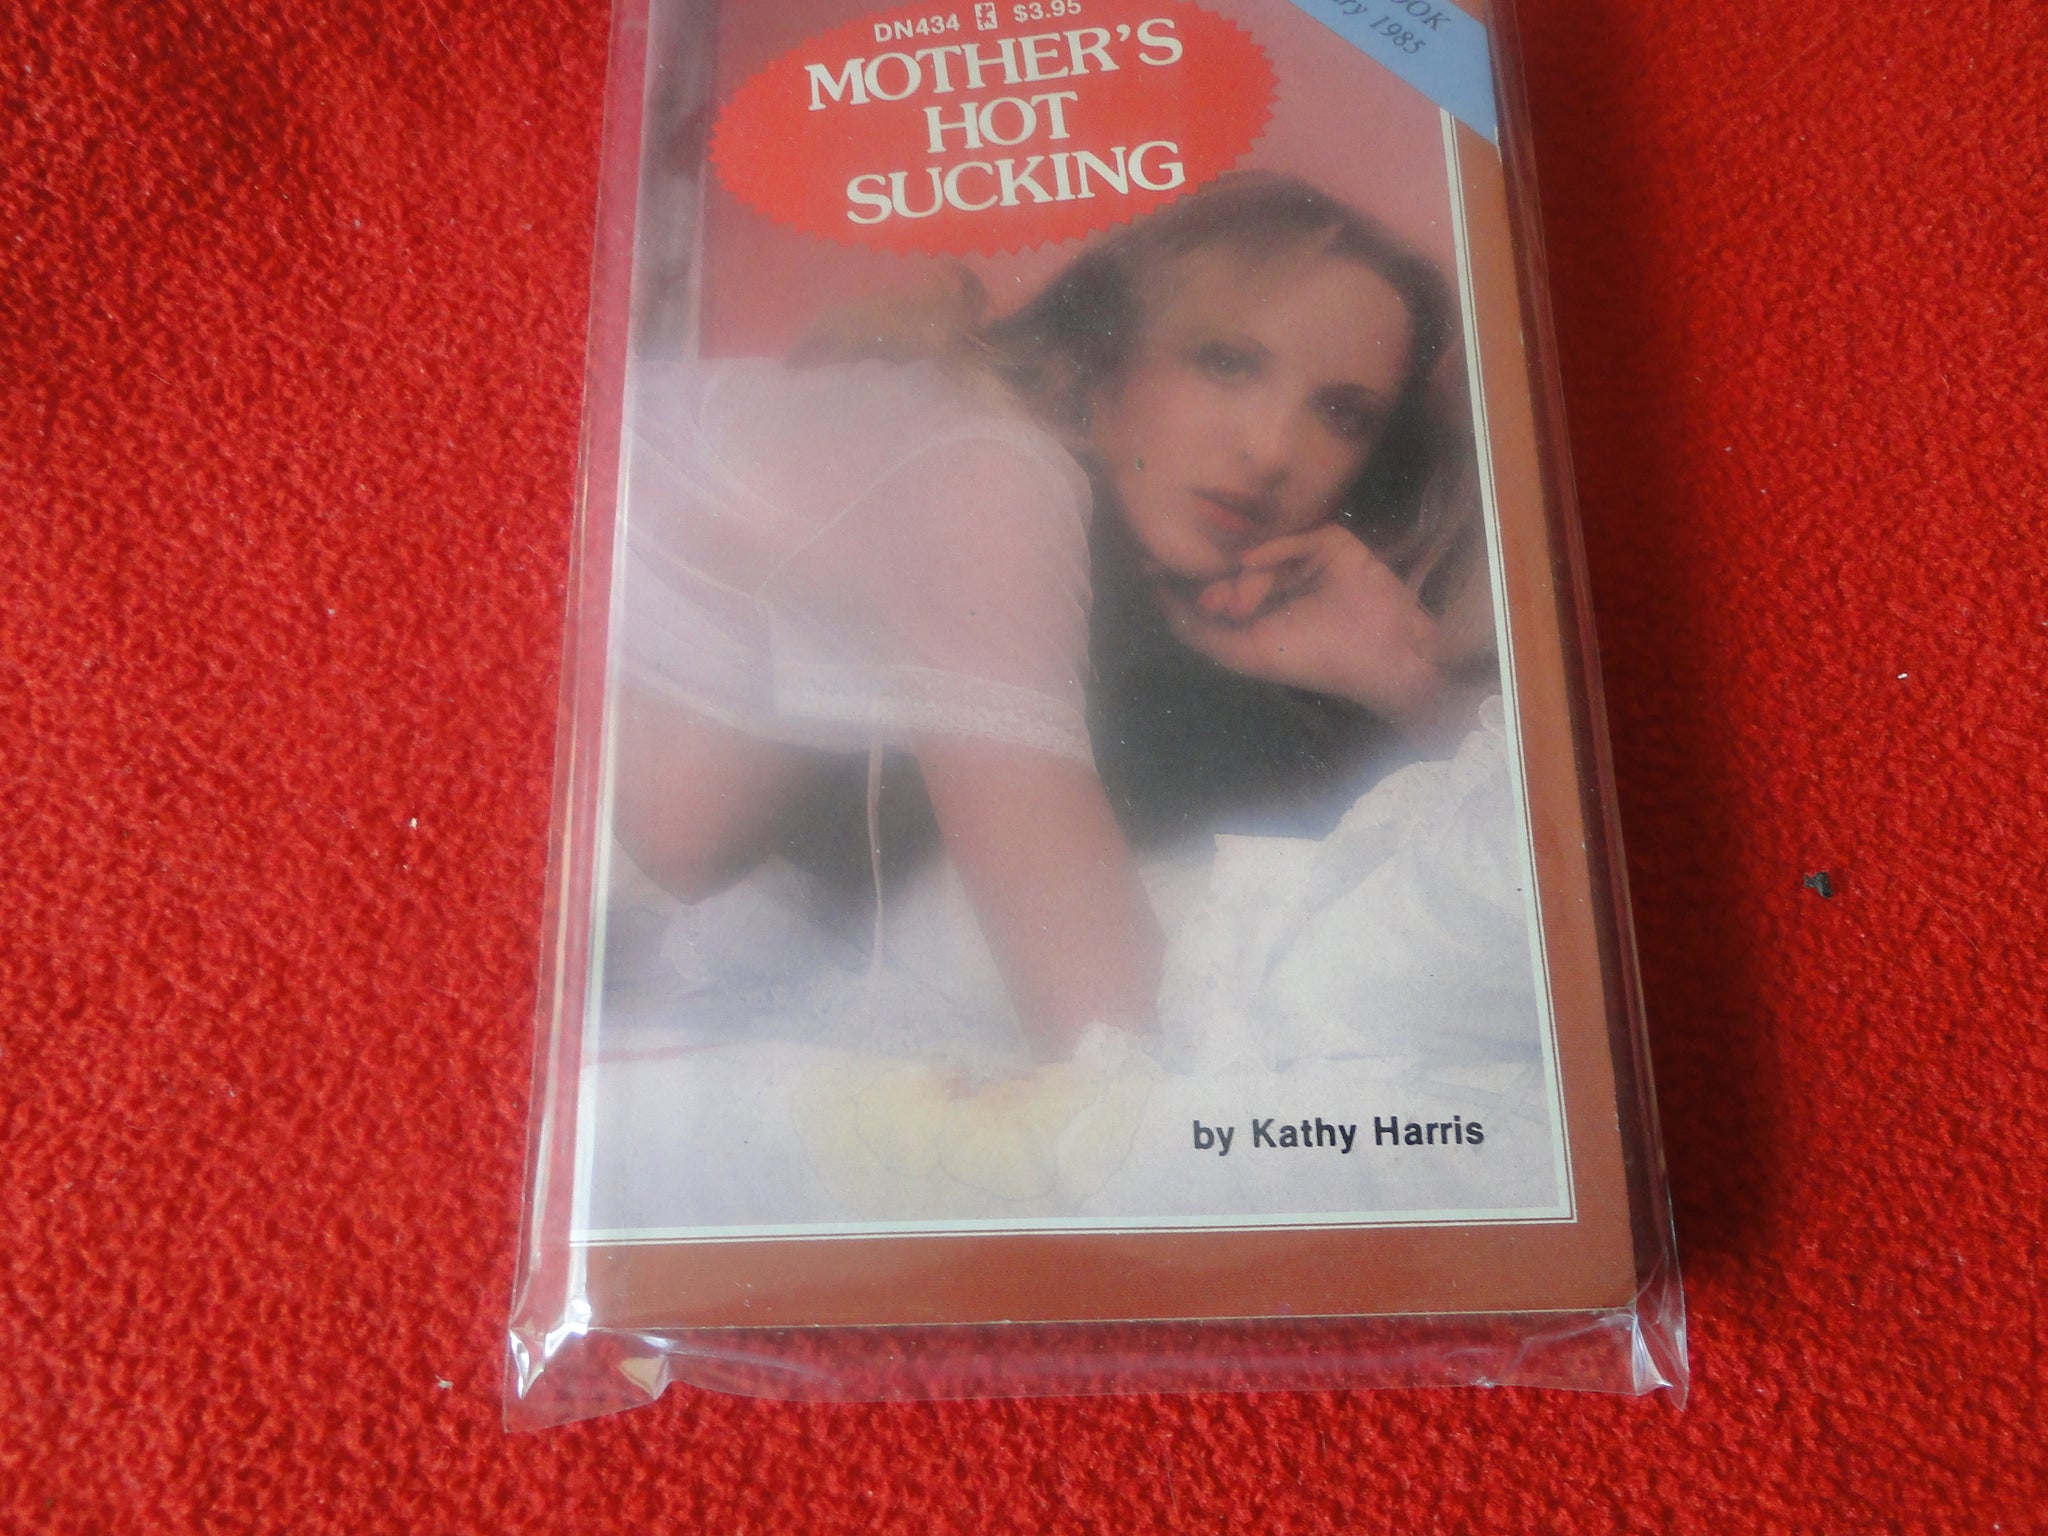 DN434 $3.95
MOTHER'S
HOT
SUCKING
1985
by Kathy Harris